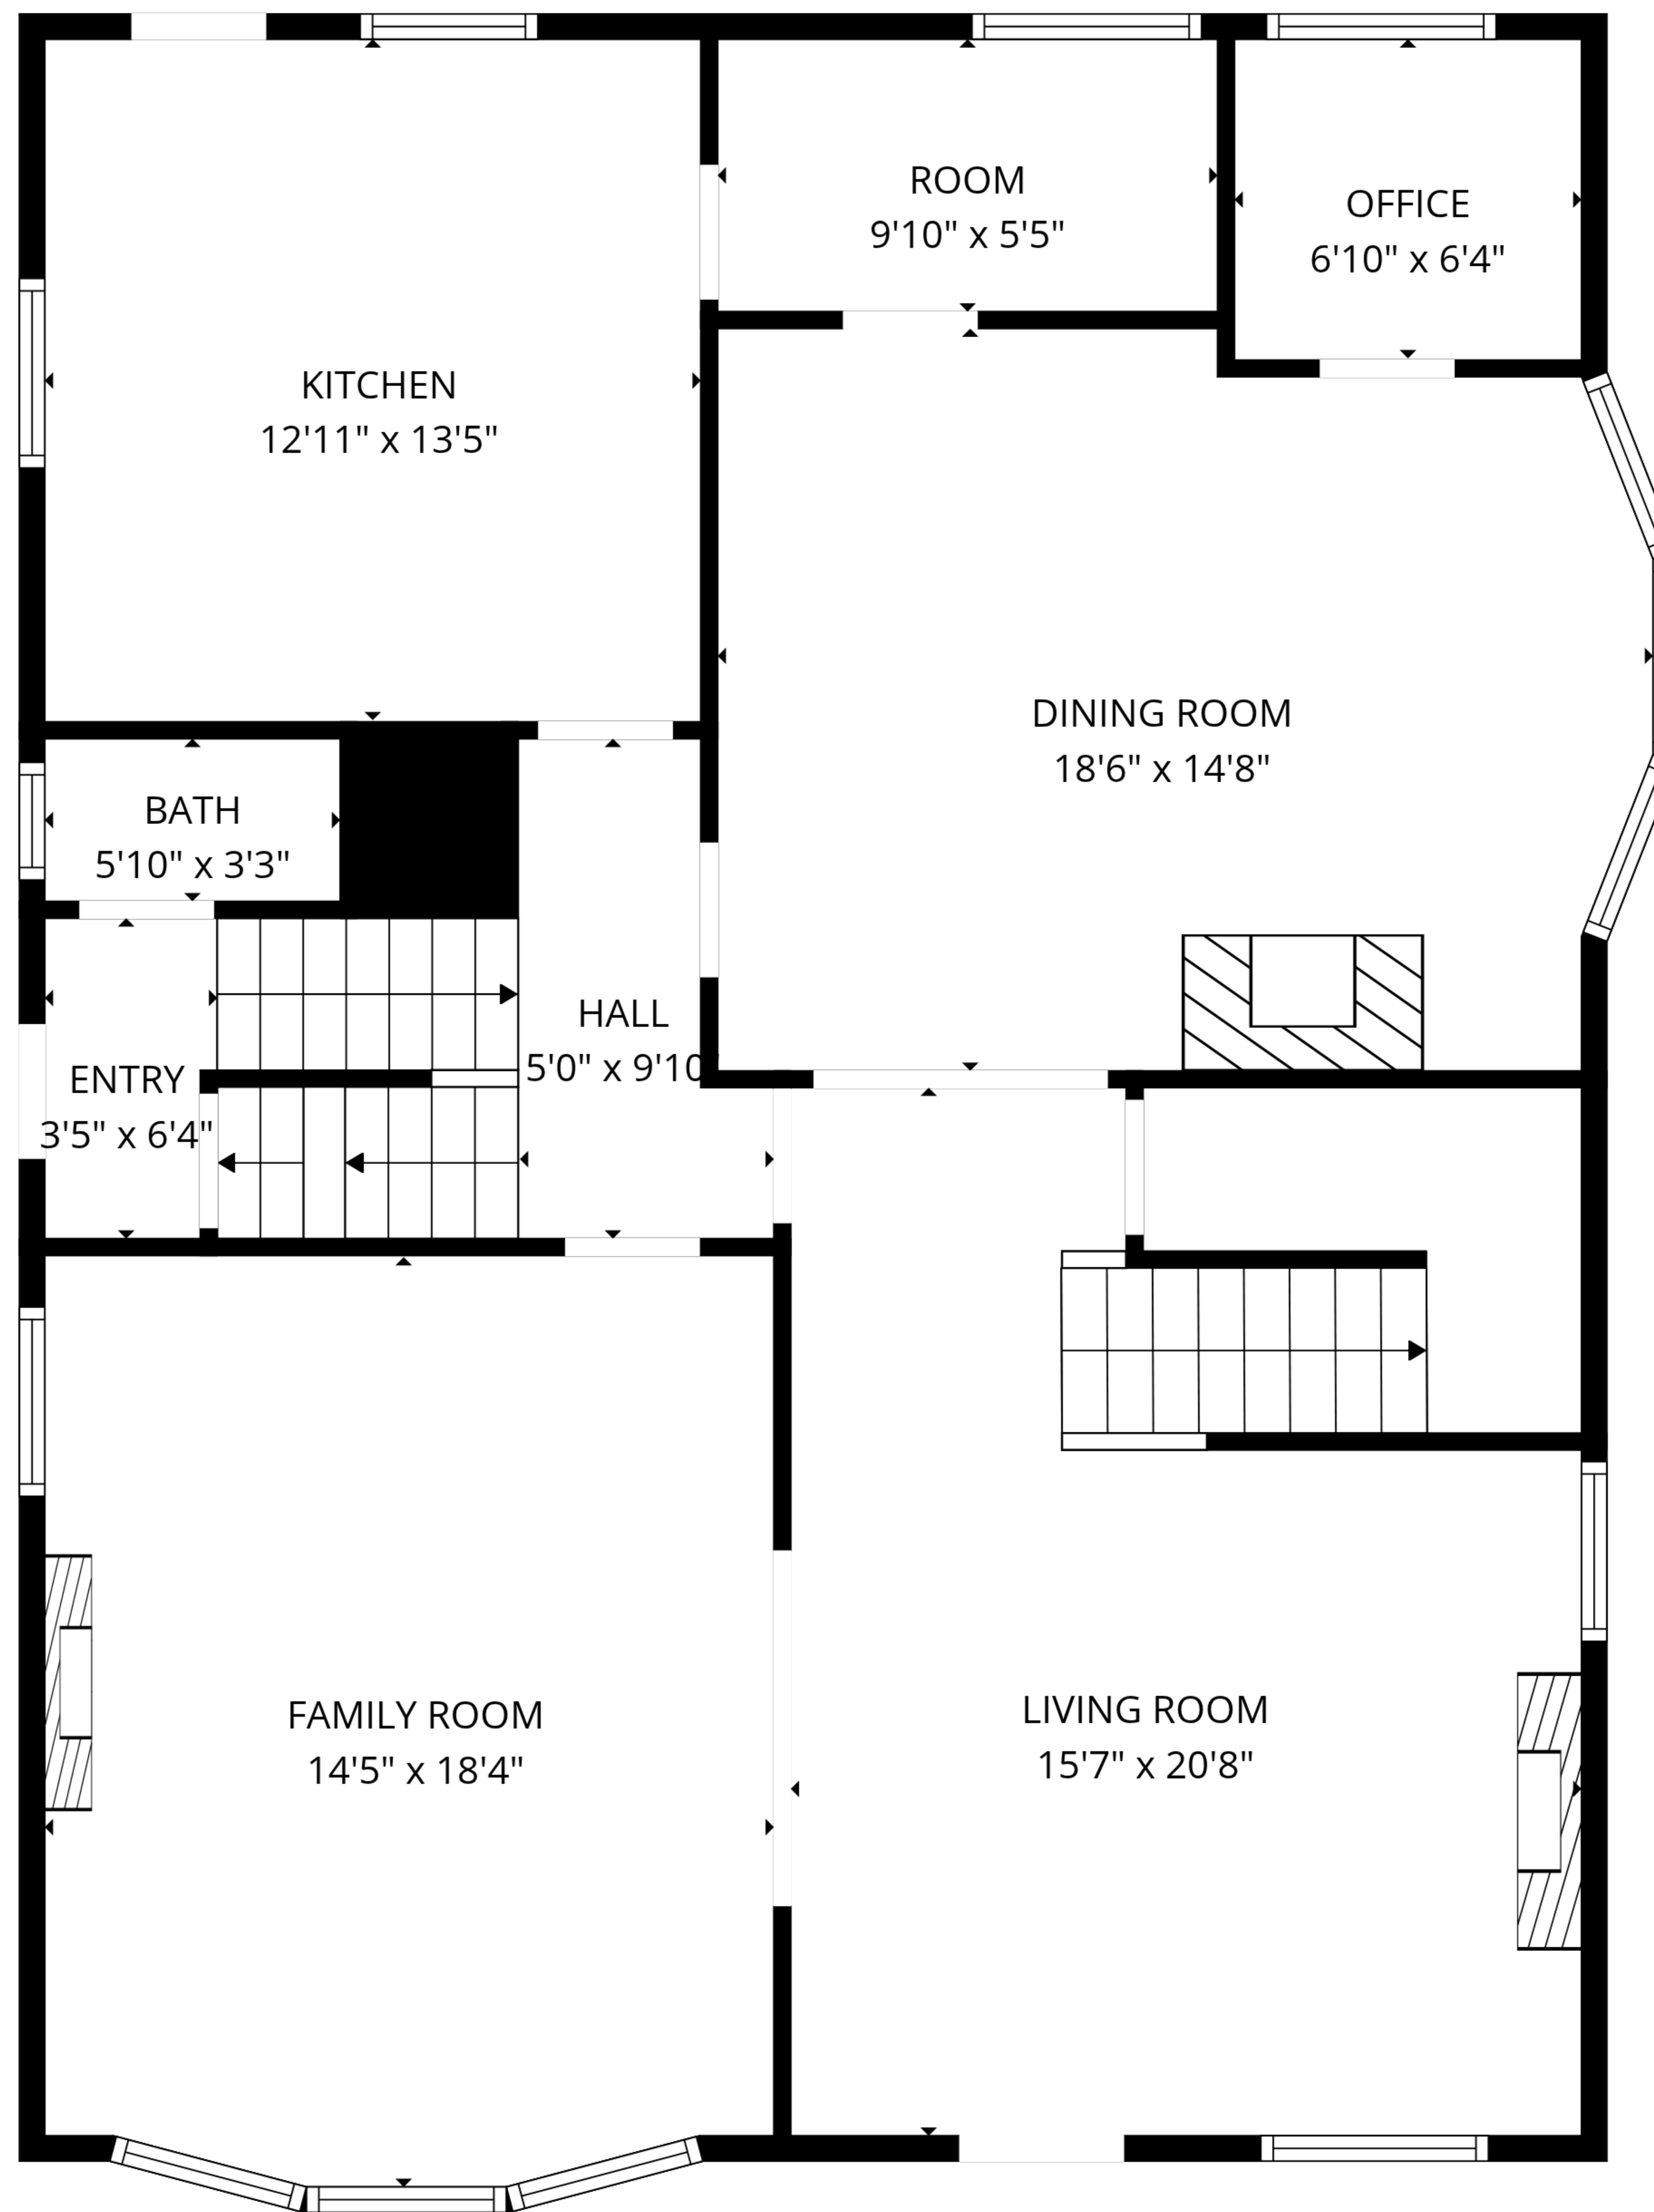 ROOM
9'10" x 5'5"
OFFICE
6'10" x 6'4"
KITCHEN
12'11" x 13'5"
DINING ROOM
18'6" x 14'8"
BATH
5'10" x 3'3"
HALL
5'0" x 9'10"
ENTRY
3'5" x 6'4"
FAMILY ROOM
14'5" x 18'4"
LIVING ROOM
15'7" x 20'8"